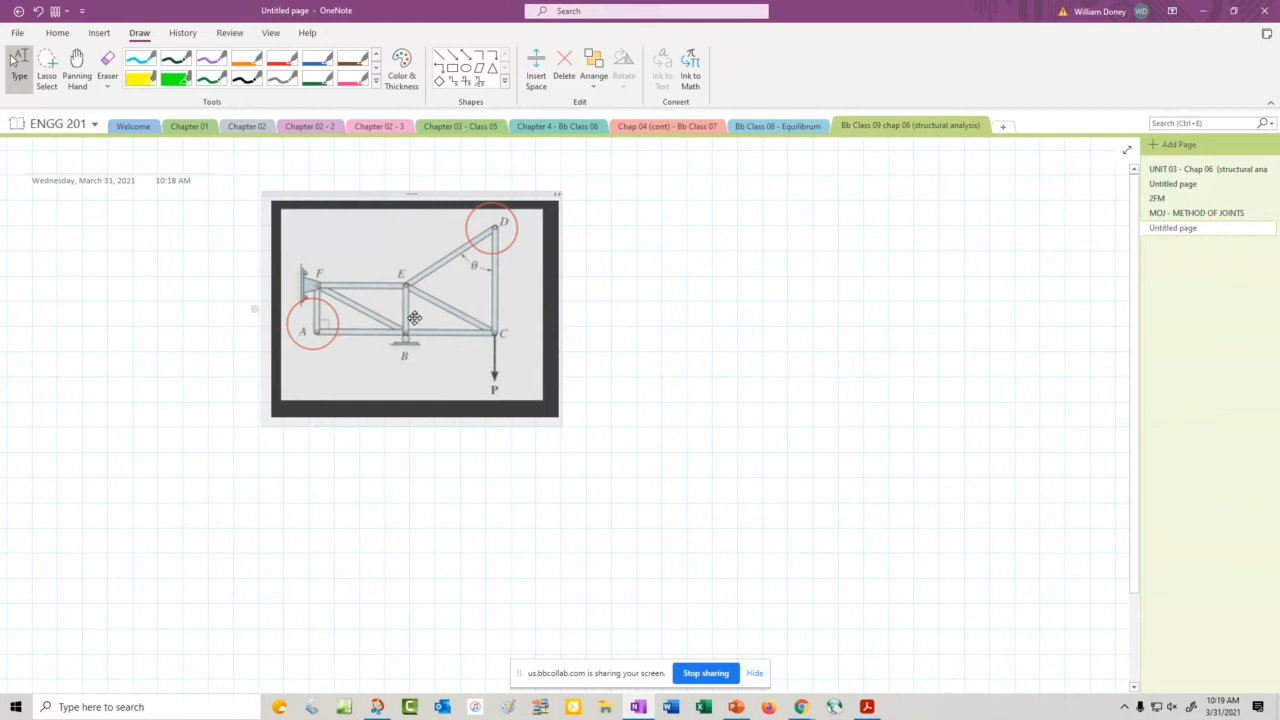 Untitled page - OneNote
Search
William Doney
WD
File
Home
Insert
Draw
History
Review
View
Help
Type
Lasso Select
Panning Hand
Eraser
Color & Thickness
Insert Space
Delete
Arrange
Rotate
Ink to Text
Ink to Math
Tools
Shapes
Edit
Convert
ENGG 201
Welcome
Chapter 01
Chapter 02
Chapter 02 - 2
Chapter 02 - 3
Chapter 03 - Class 05
Chapter 4 - Bb Class 06
Chap 04 (cont) - Bb Class 07
Bb Class 08 - Equilibrium
Bb Class 09 chap 06 (structural analysis)
Search (Ctrl+E)
Add Page
UNIT 03 - Chap 06 (structural ana
Untitled page
2FM
MOJ - METHOD OF JOINTS
Untitled page
Wednesday, March 31, 2021
10:18 AM
D
F
E
θ
A
C
B
P
us.bbcollab.com is sharing your screen.
Stop sharing
Hide
Type here to search
10:19 AM
3/31/2021